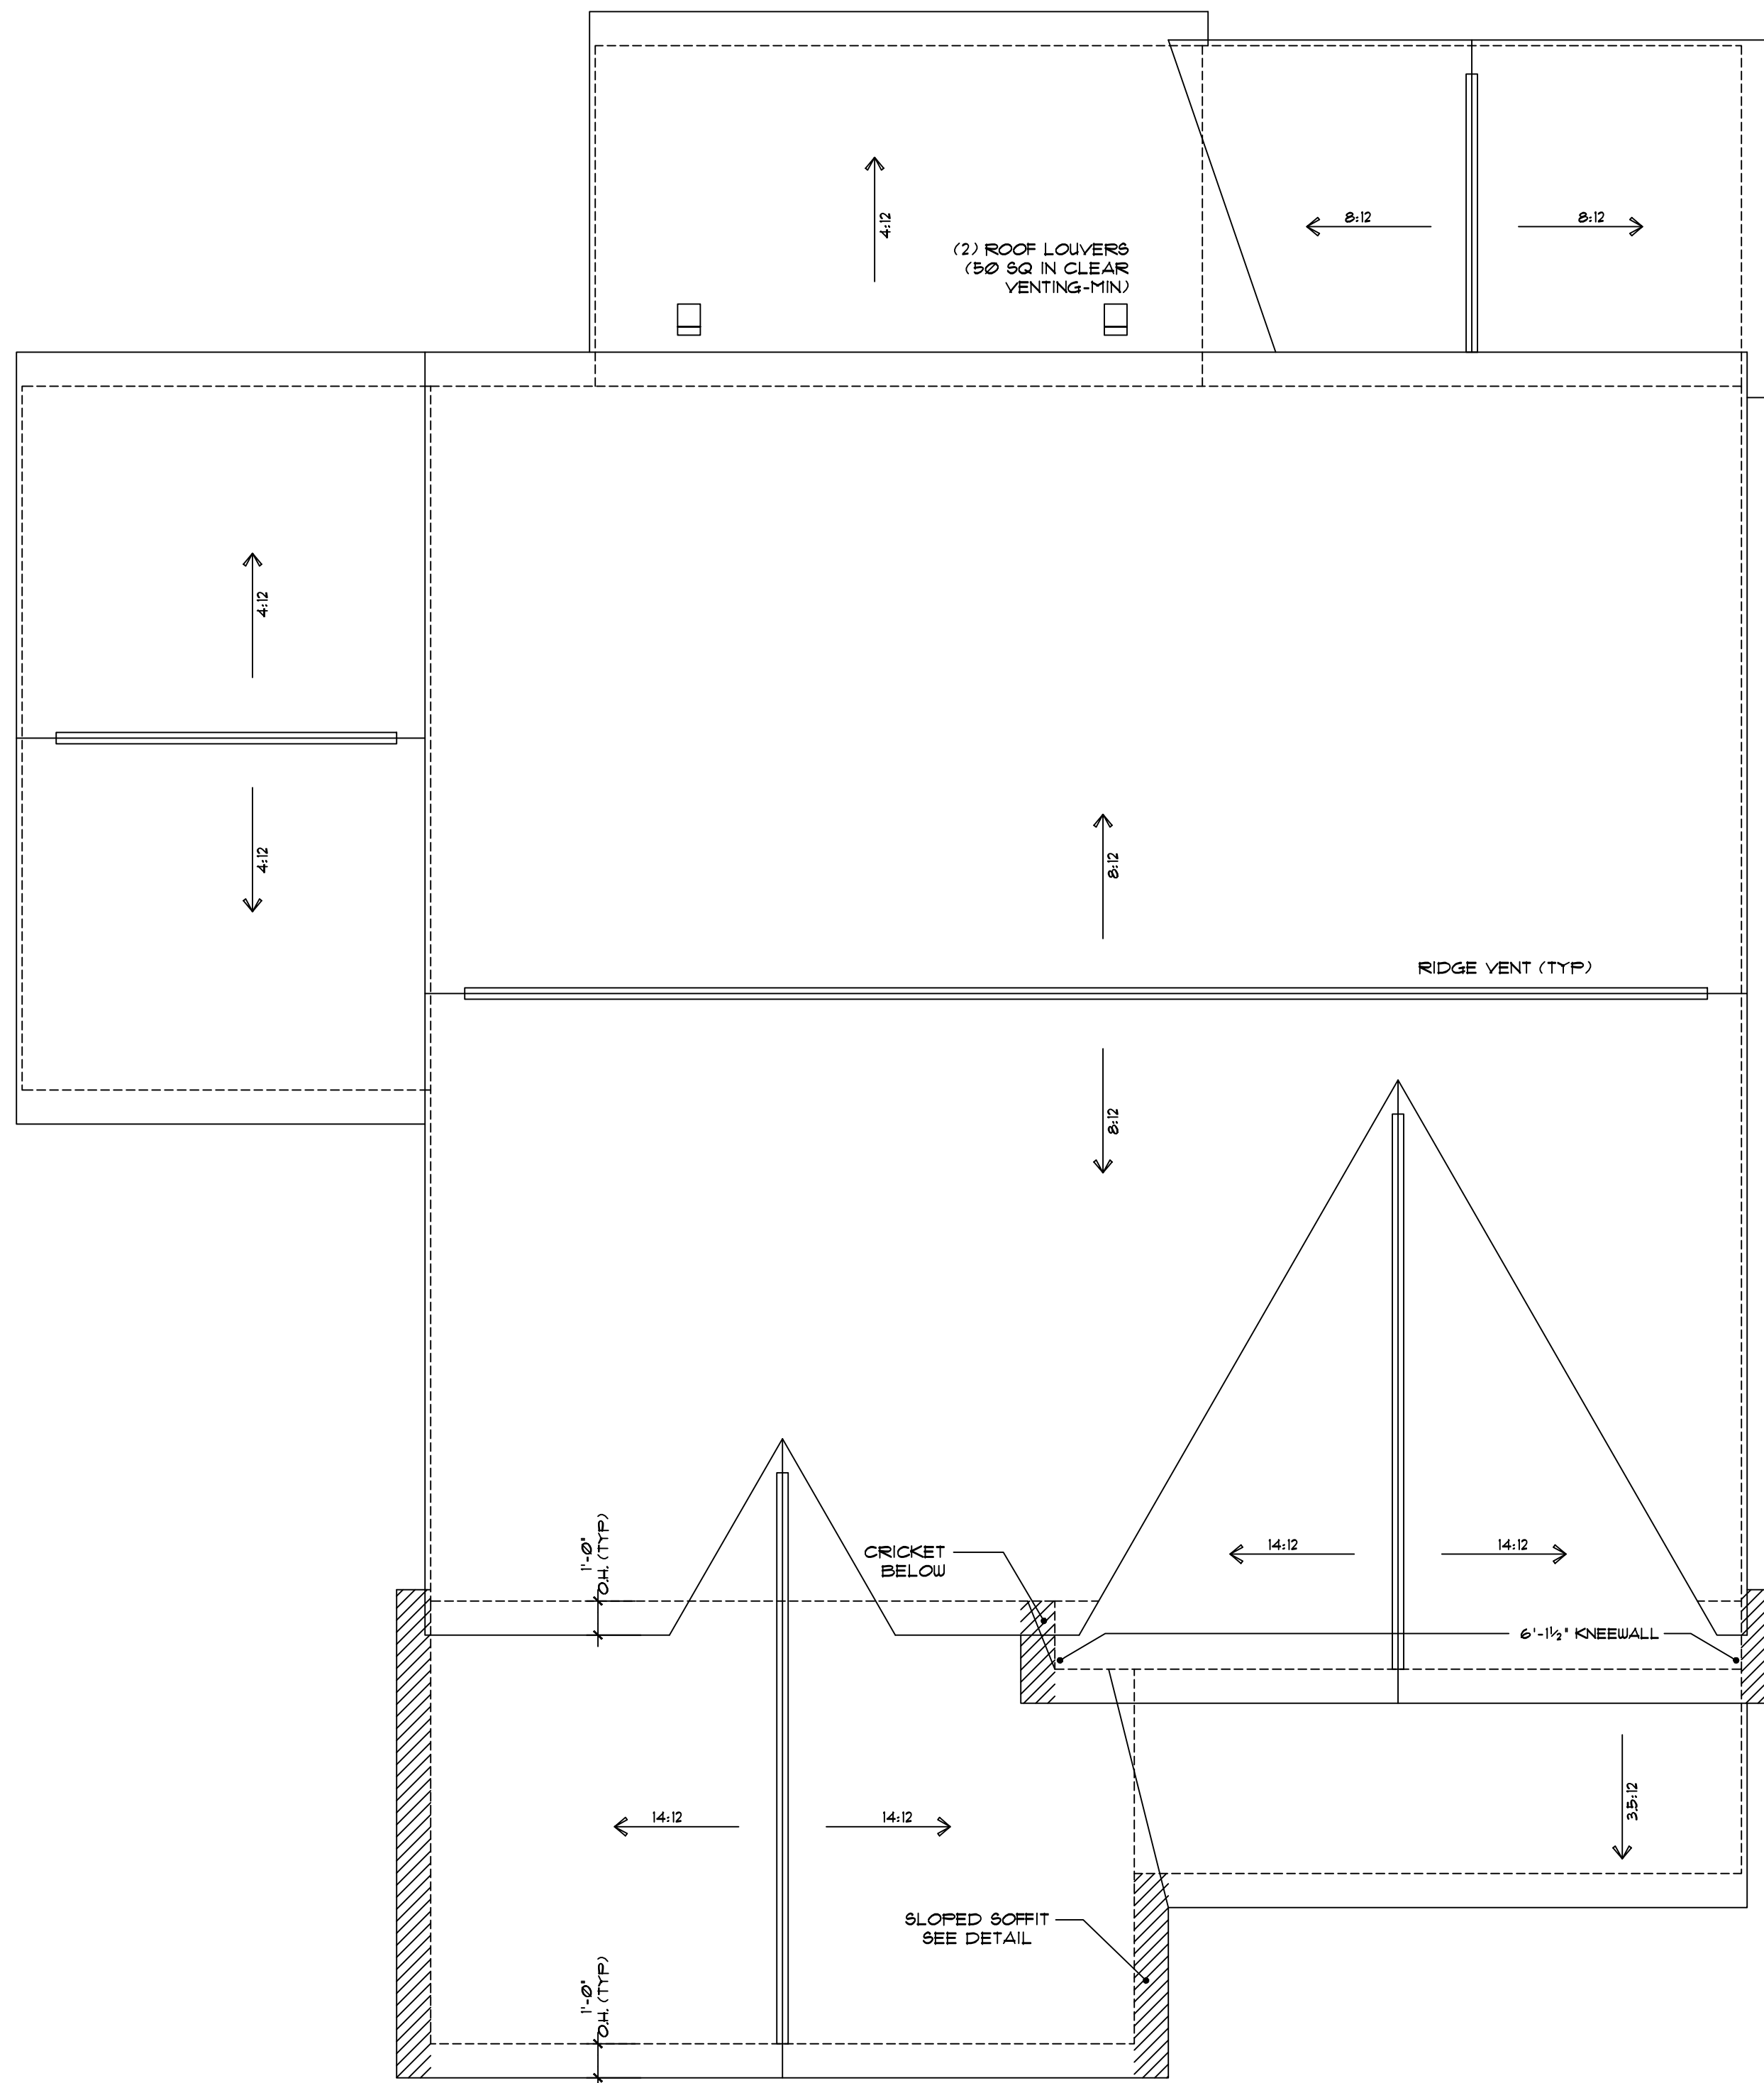 4:12
8:12
8:12
(2) ROOF LOUVERS
(50 SQ IN CLEAR
VENTING-MIN)
4:12
4:12
8:12
RIDGE VENT (TYP)
8:12
1'-0"
O.H. (TYP)
CRICKET
BELOW
14:12
14:12
6'-1½" KNEEWALL
14:12
14:12
3.5:12
SLOPED SOFFIT
SEE DETAIL
1'-0"
O.H. (TYP)